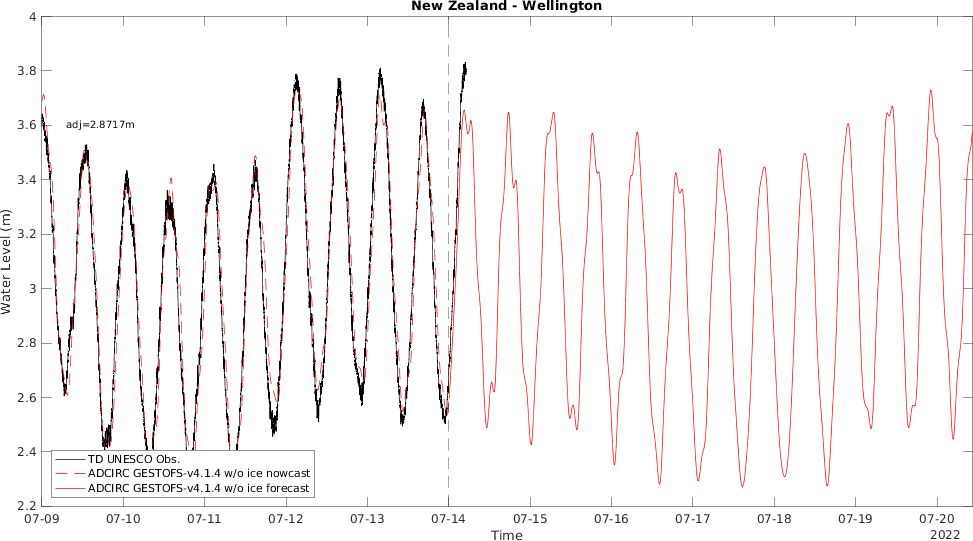 New Zealand - Wellington
Water Level (m)
4
3.8
3.6
3.4
3.2
3
2.8
2.6
2.4
2.2
adj=2.8717m
TD UNESCO Obs.
ADCIRC GESTOFS-v4.1.4 w/o ice nowcast
ADCIRC GESTOFS-v4.1.4 w/o ice forecast
07-09 07-10 07-11 07-12 07-13 07-14 07-15 07-16 07-17 07-18 07-19 07-20
2022
Time